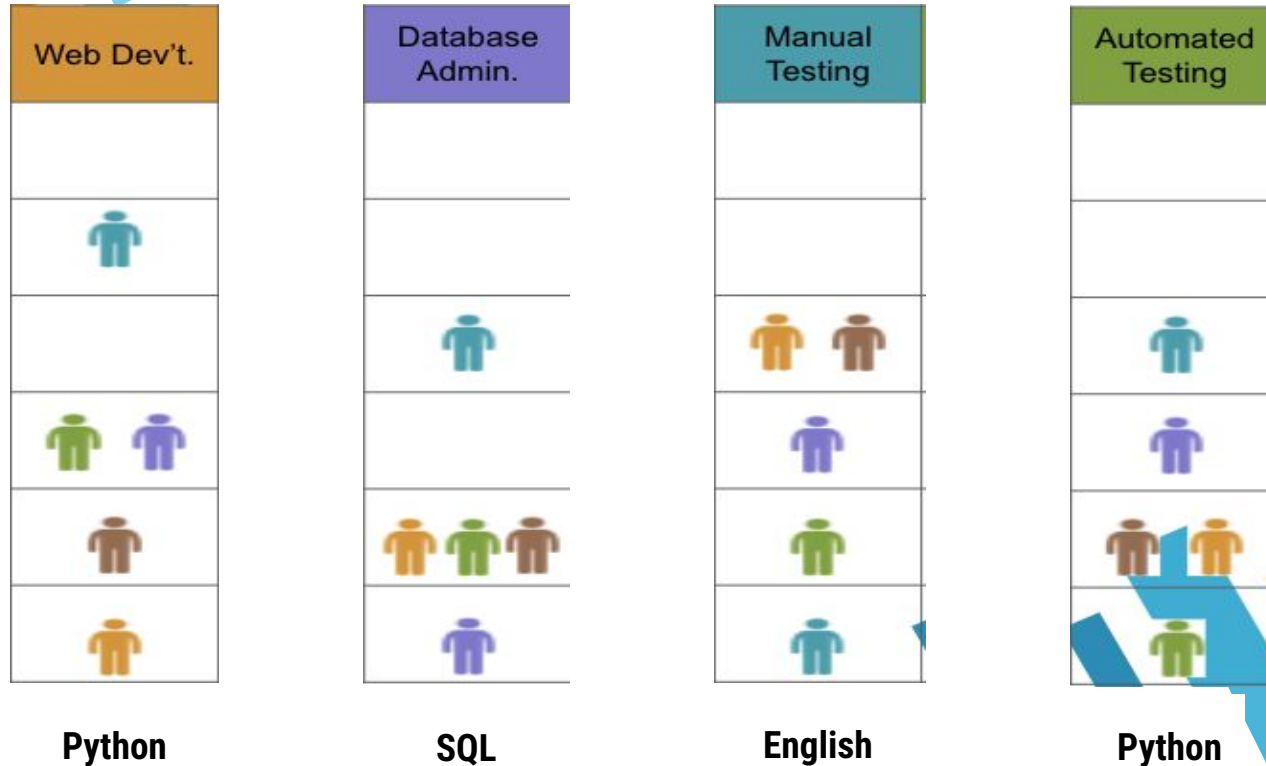 Web Dev't.
Database
Admin.
Manual
Testing
Automated
Testing
Python
SQL
English
Python